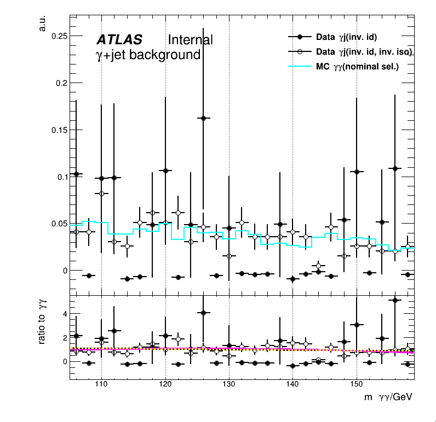 a.u.
0.25
ATLAS Internal
γ+jet background
Data γj(inv. id)
Data γj(inv. id, inv. iso)
MC γγ(nominal sel.)
0.2
0.15
0.1
0.05
0
ratio to γγ
4
2
0
110 120 130 140 150
m γγ/GeV